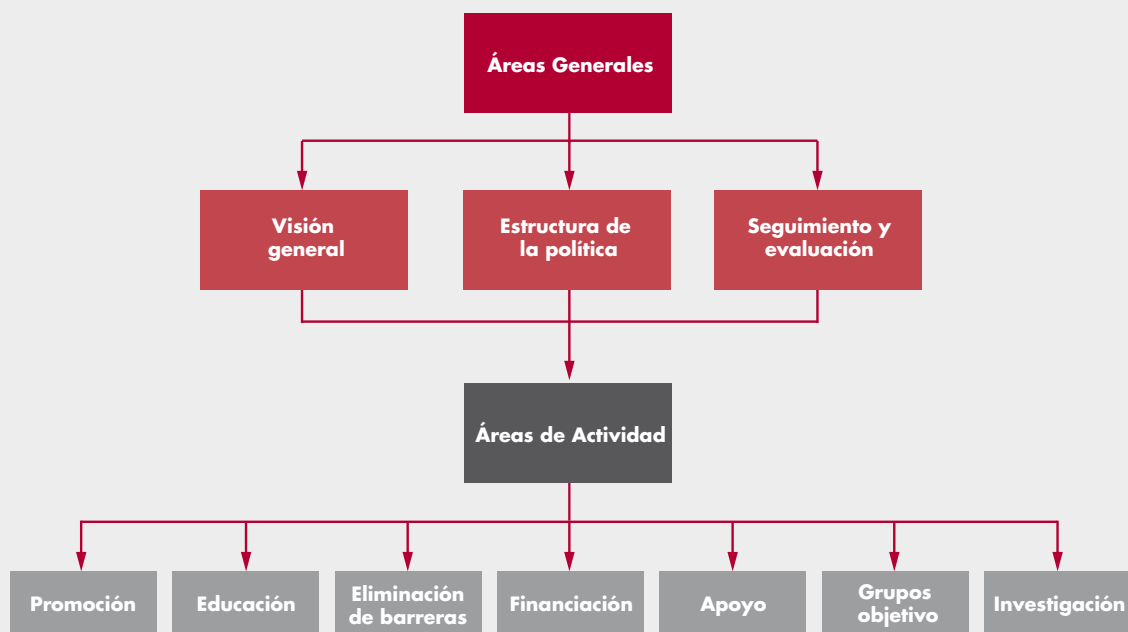 Áreas Generales
Visión
general
Estructura de
la política
Seguimiento y
evaluación
Áreas de Actividad
Promoción
Educación
Eliminación
de barreras
Financiación
Apoyo
Grupos
objetivo
Investigación